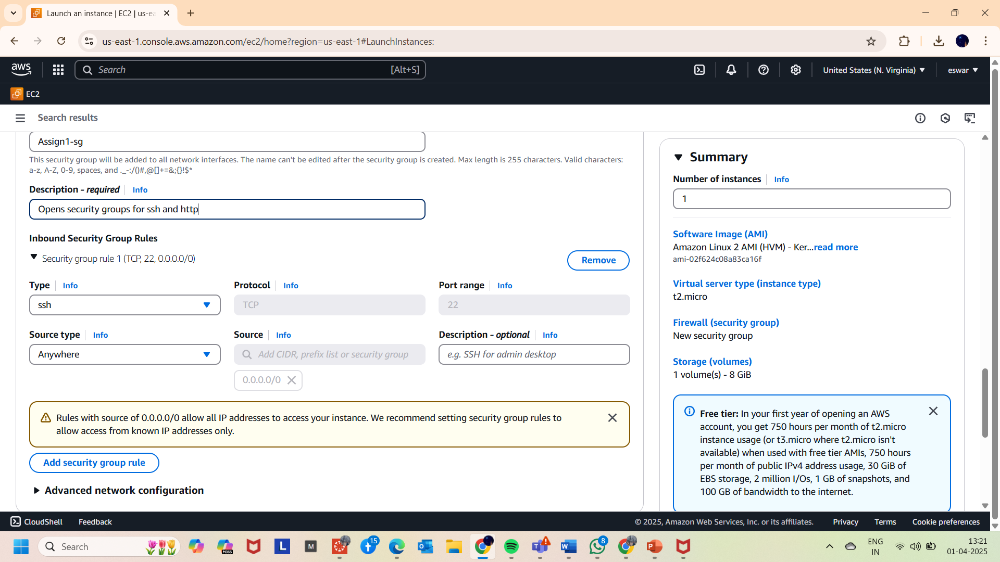 Launch an instance | EC2 | us-ea
us-east-1.console.aws.amazon.com/ec2/home?region=us-east-1#LaunchInstances:
aws
Search [Alt+S]
United States (N. Virginia)
eswar
EC2
Search results
Assign1-sg
This security group will be added to all network interfaces. The name can't be edited after the security group is created. Max length is 255 characters. Valid characters:
a-z, A-Z, 0-9, spaces, and ._-:/()#,@[]+=&;{}!$*
Description - required Info
Opens security groups for ssh and http
Inbound Security Group Rules
Security group rule 1 (TCP, 22, 0.0.0.0/0)
Remove
Type Info
Protocol Info
Port range Info
ssh
TCP
22
Source type Info
Source Info
Description - optional Info
Anywhere
Add CIDR, prefix list or security group
e.g. SSH for admin desktop
0.0.0.0/0
Rules with source of 0.0.0.0/0 allow all IP addresses to access your instance. We recommend setting security group rules to
allow access from known IP addresses only.
Add security group rule
Advanced network configuration
Summary
Number of instances Info
1
Software Image (AMI)
Amazon Linux 2 AMI (HVM) - Ker...read more
ami-02f624c08a83ca16f
Virtual server type (instance type)
t2.micro
Firewall (security group)
New security group
Storage (volumes)
1 volume(s) - 8 GiB
Free tier: In your first year of opening an AWS
account, you get 750 hours per month of t2.micro
instance usage (or t3.micro where t2.micro isn't
available) when used with free tier AMIs, 750 hours
per month of public IPv4 address usage, 30 GiB of
EBS storage, 2 million I/Os, 1 GB of snapshots, and
100 GB of bandwidth to the internet.
CloudShell
Feedback
© 2025, Amazon Web Services, Inc. or its affiliates.
Privacy
Terms
Cookie preferences
Search
M365
L
M
15
8
ENG
IN
13:21
01-04-2025